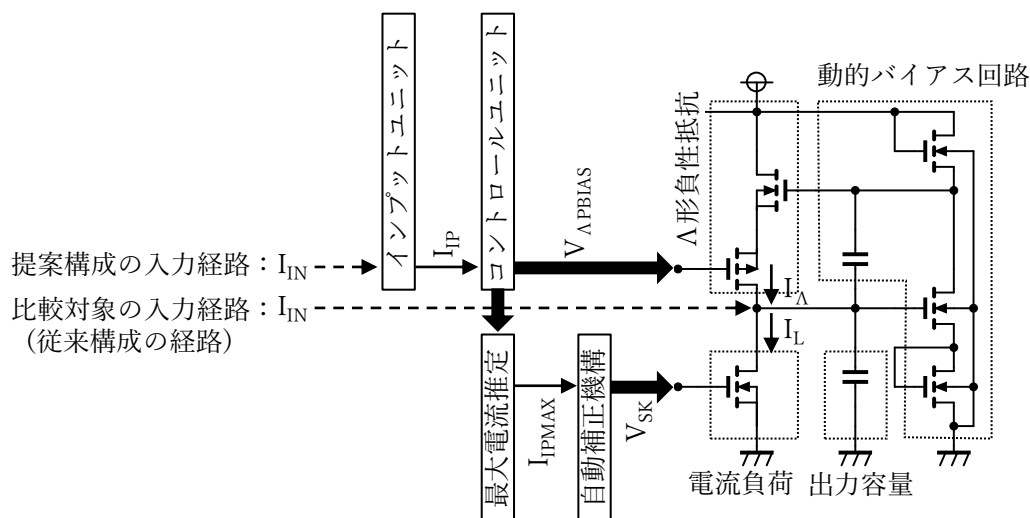 動的バイアス回路
Λ形負性抵抗
インプットユニット
コントロールユニット
I_IP
V_ΛPBIAS
提案構成の入力経路：I_IN
比較対象の入力経路：I_IN
（従来構成の経路）
I_Λ
I_L
最大電流推定
I_IPMAX
自動補正機構
V_SK
電流負荷
出力容量